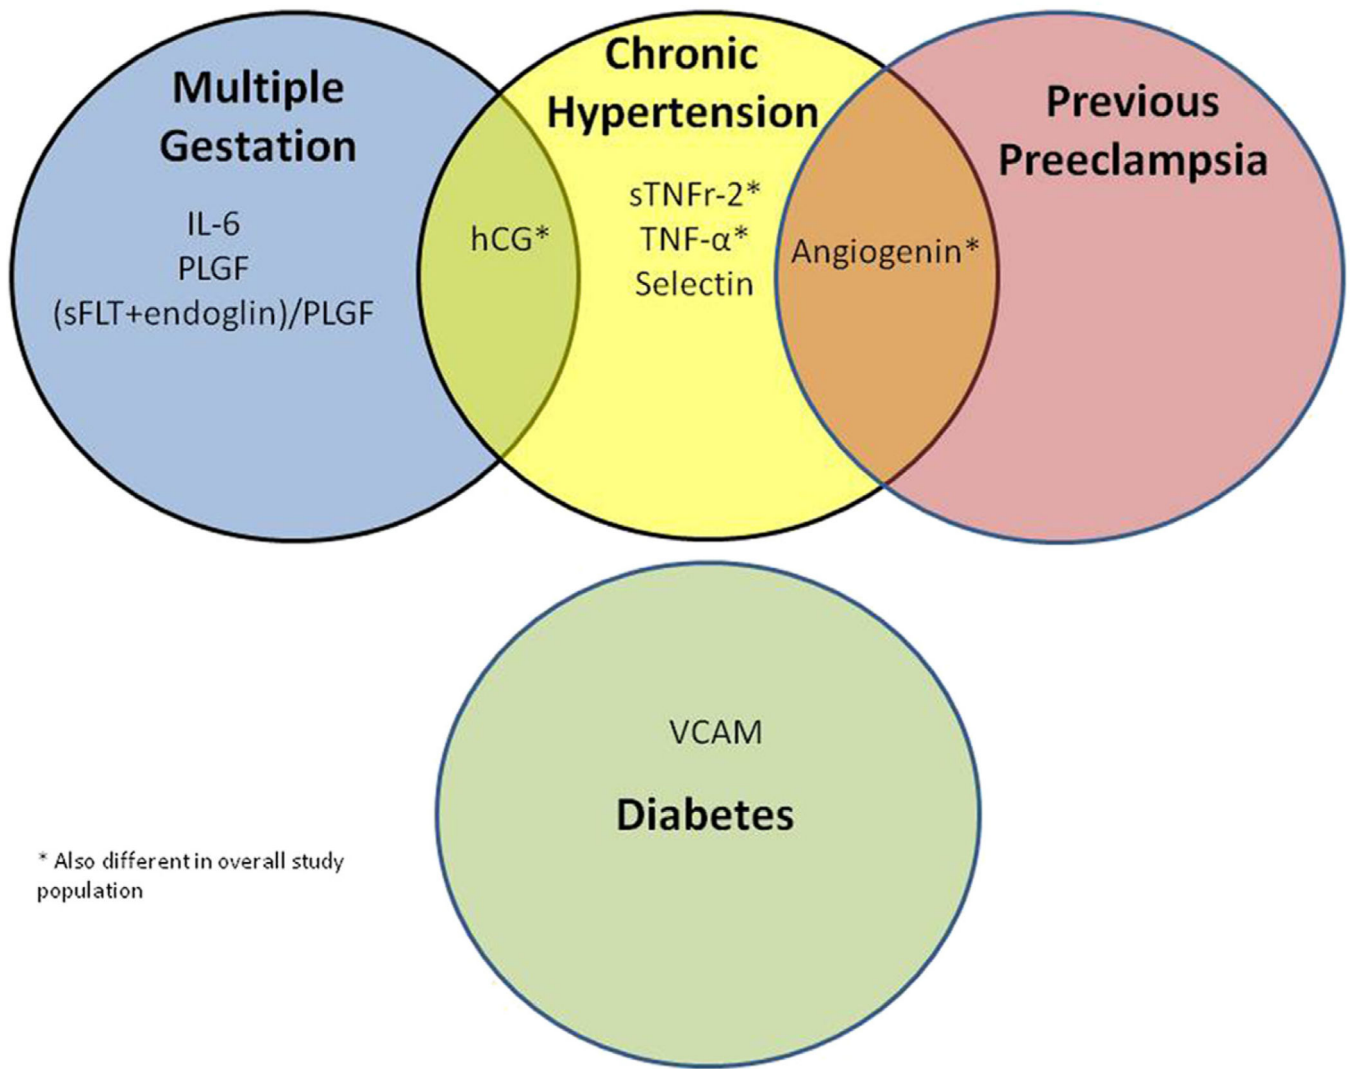 Multiple
Gestation
IL-6
PLGF
(sFLT+endoglin)/PLGF
hCG*
Chronic
Hypertension
sTNFr-2*
TNF-α*
Selectin
Angiogenin*
Previous
Preeclampsia
VCAM
Diabetes
* Also different in overall study
population